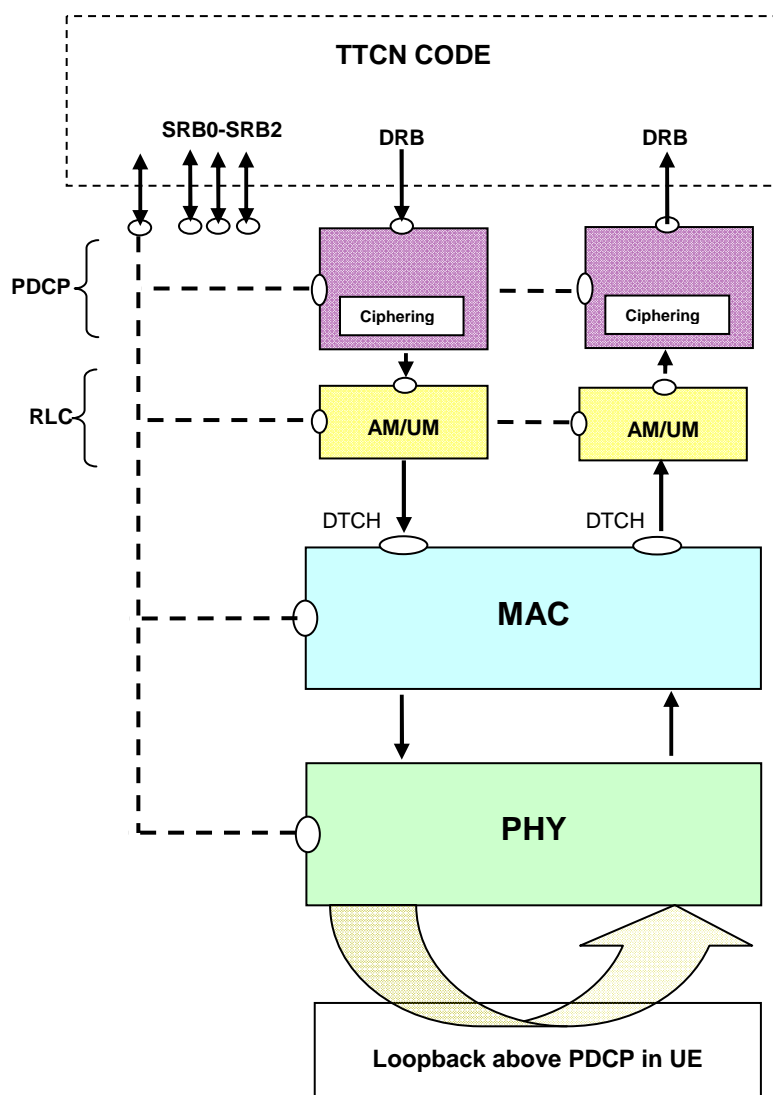 TTCN CODE
SRB0-SRB2
DRB
DRB
PDCP
Ciphering
Ciphering
RLC
AM/UM
AM/UM
DTCH
DTCH
MAC
PHY
Loopback above PDCP in UE